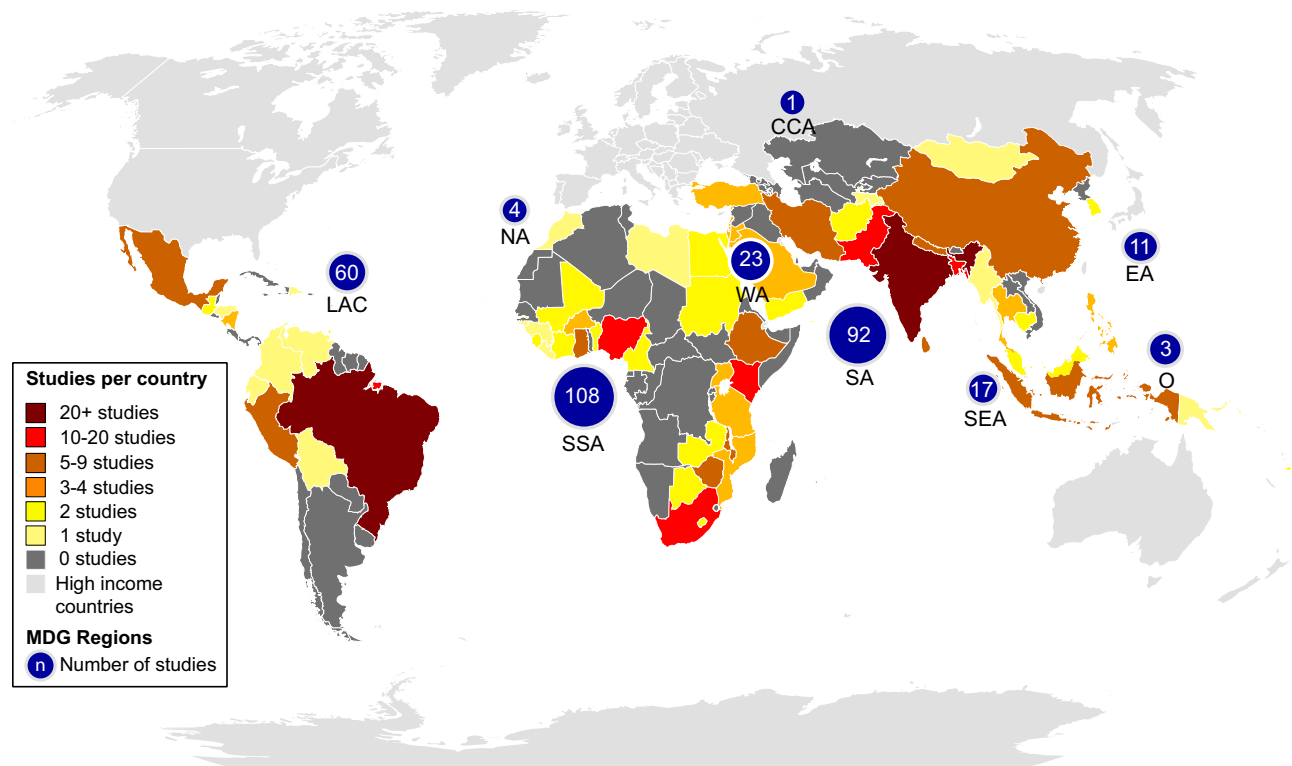 1
CCA
4
NA
60
LAC
23
WA
11
EA
92
SA
3
O
17
SEA
108
SSA
Studies per country
20+ studies
10-20 studies
5-9 studies
3-4 studies
2 studies
1 study
0 studies
High income
countries
MDG Regions
n Number of studies